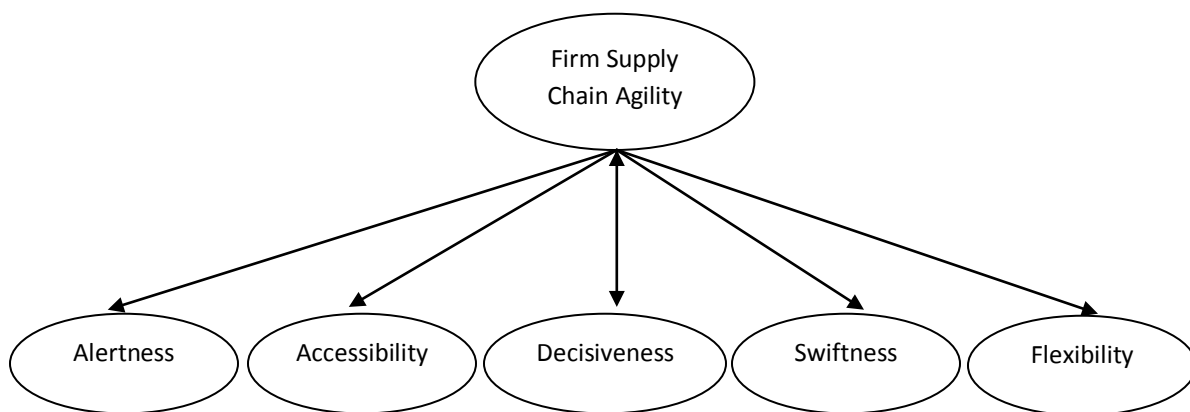 Firm Supply
Chain Agility
Alertness
Accessibility
Decisiveness
Swiftness
Flexibility